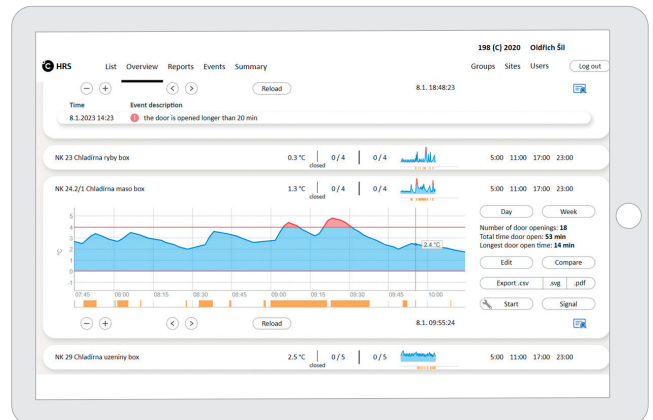 198 (C) 2020 Oldřich Šil
°C HRS List Overview Reports Events Summary Groups Sites Users Log out
− + < > Reload 8.1. 18:48:23
Time Event description
8.1.2023 14:23 ! the door is opened longer than 20 min
NK 23 Chladírna ryby box 0.3 °C closed 0 / 4 0 / 4 5:00 11:00 17:00 23:00
NK 24.2/1 Chladírna maso box 1.3 °C closed 0 / 4 0 / 4 5:00 11:00 17:00 23:00
Day Week
Number of door openings: 18
Total time door open: 53 min
Longest door open time: 14 min
Edit Compare
Export .csv .svg .pdf
Start Signal
5
4
3
2
1
0
-1
°C
2.4 °C
07:45 08:00 08:15 08:30 08:45 09:00 09:15 09:30 09:45 10:00
− + < > Reload 8.1. 09:55:24
NK 29 Chladírna uzeniny box 2.5 °C closed 0 / 5 0 / 5 5:00 11:00 17:00 23:00